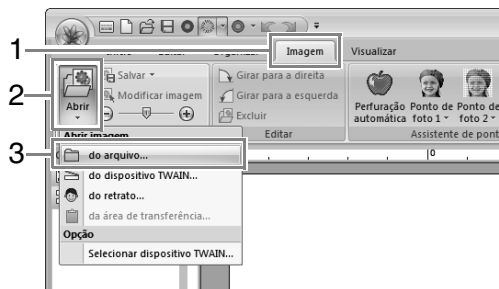 1
Imagem
Visualizar
2
Abrir
Salvar
Modificar imagem
Girar para a direita
Girar para a esquerda
Excluir
Editar
Perfuração automática
Ponto de foto 1
Ponto de foto 2
Assistente de pont
Abrir imagem
3
do arquivo...
do dispositivo TWAIN...
do retrato...
da área de transferência...
Opção
Selecionar dispositivo TWAIN...
0